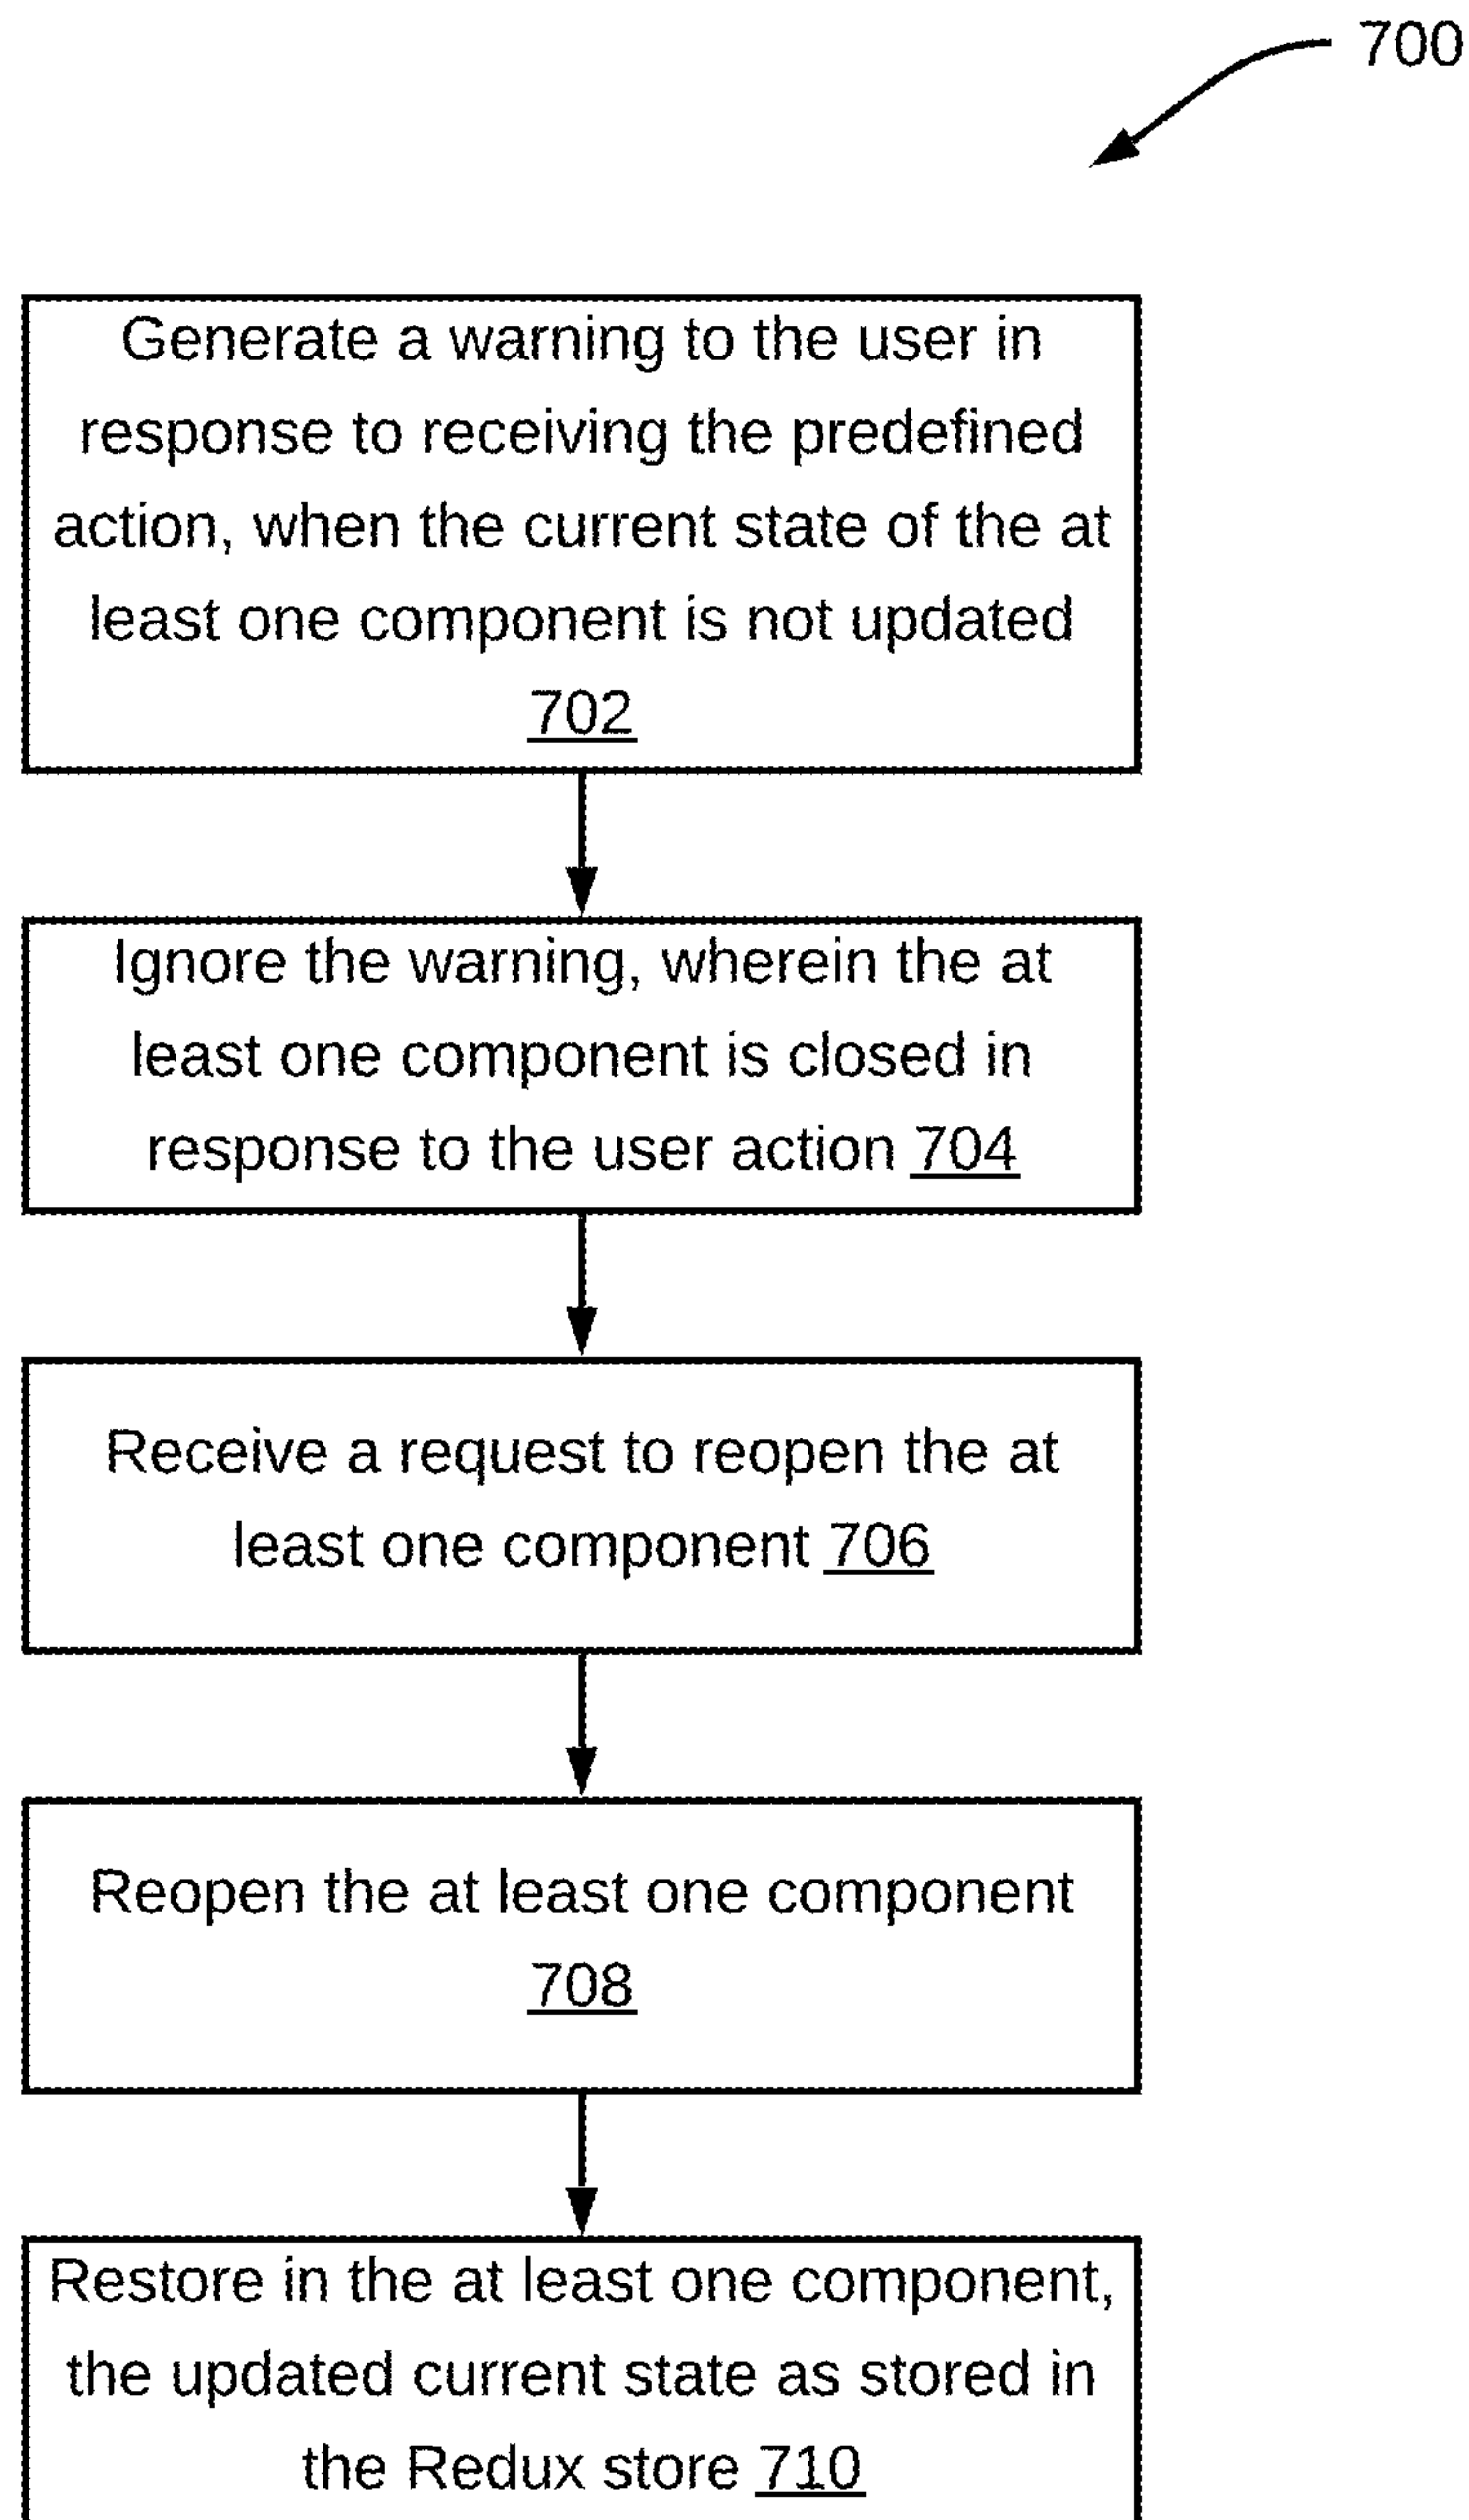 700
Generate a warning to the user in
response to receiving the predefined
action, when the current state of the at
least one component is not updated
702
Ignore the warning, wherein the at
least one component is closed in
response to the user action 704
Receive a request to reopen the at
least one component 706
Reopen the at least one component
708
Restore in the at least one component,
the updated current state as stored in
the Redux store 710